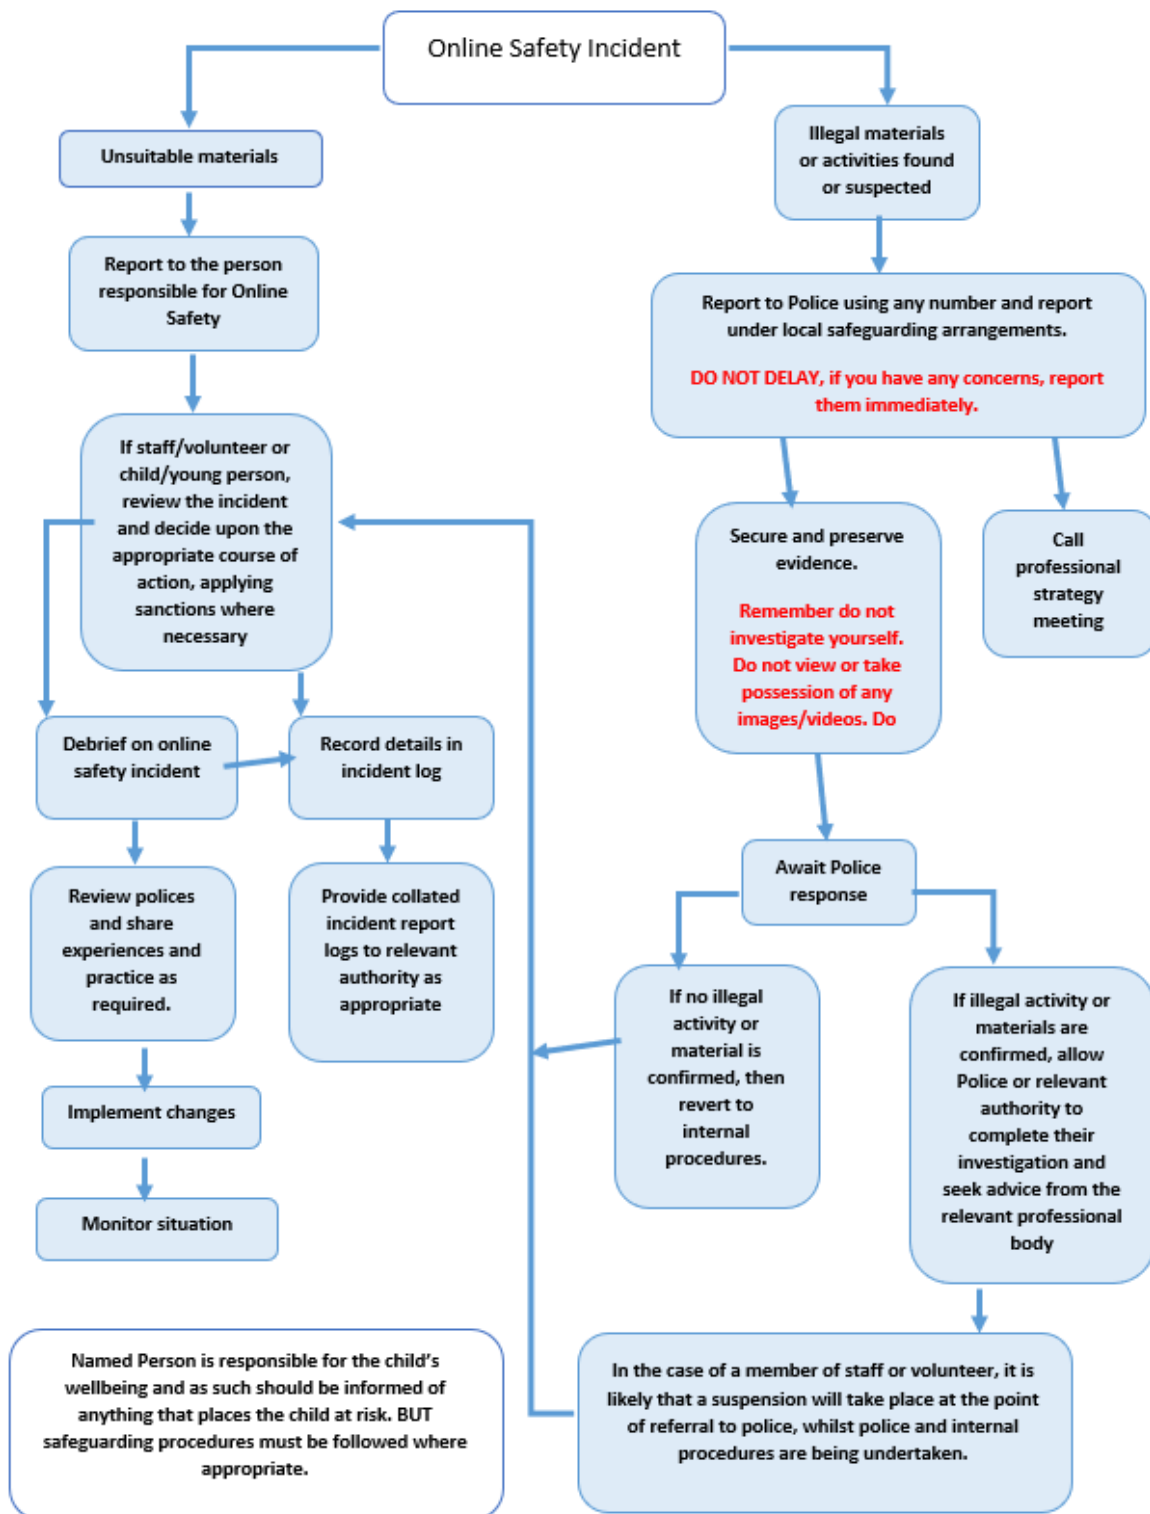 Online Safety Incident
Unsuitable materials
Report to the person
responsible for Online
Safety
If staff/volunteer or
child/young person,
review the incident
and decide upon the
appropriate course of
action, applying
sanctions where
necessary
Debrief on online
safety incident
Record details in
incident log
Review polices
and share
experiences and
practice as
required.
Provide collated
incident report
logs to relevant
authority as
appropriate
Implement changes
Monitor situation
Illegal materials
or activities found
or suspected
Report to Police using any number and report
under local safeguarding arrangements.
DO NOT DELAY, if you have any concerns, report
them immediately.
Secure and preserve
evidence.
Remember do not
investigate yourself.
Do not view or take
possession of any
images/videos. Do
Call
professional
strategy
meeting
Await Police
response
If no illegal
activity or
material is
confirmed, then
revert to
internal
procedures.
If illegal activity or
materials are
confirmed, allow
Police or relevant
authority to
complete their
investigation and
seek advice from the
relevant professional
body
In the case of a member of staff or volunteer, it is
likely that a suspension will take place at the point
of referral to police, whilst police and internal
procedures are being undertaken.
Named Person is responsible for the child's
wellbeing and as such should be informed of
anything that places the child at risk. BUT
safeguarding procedures must be followed where
appropriate.